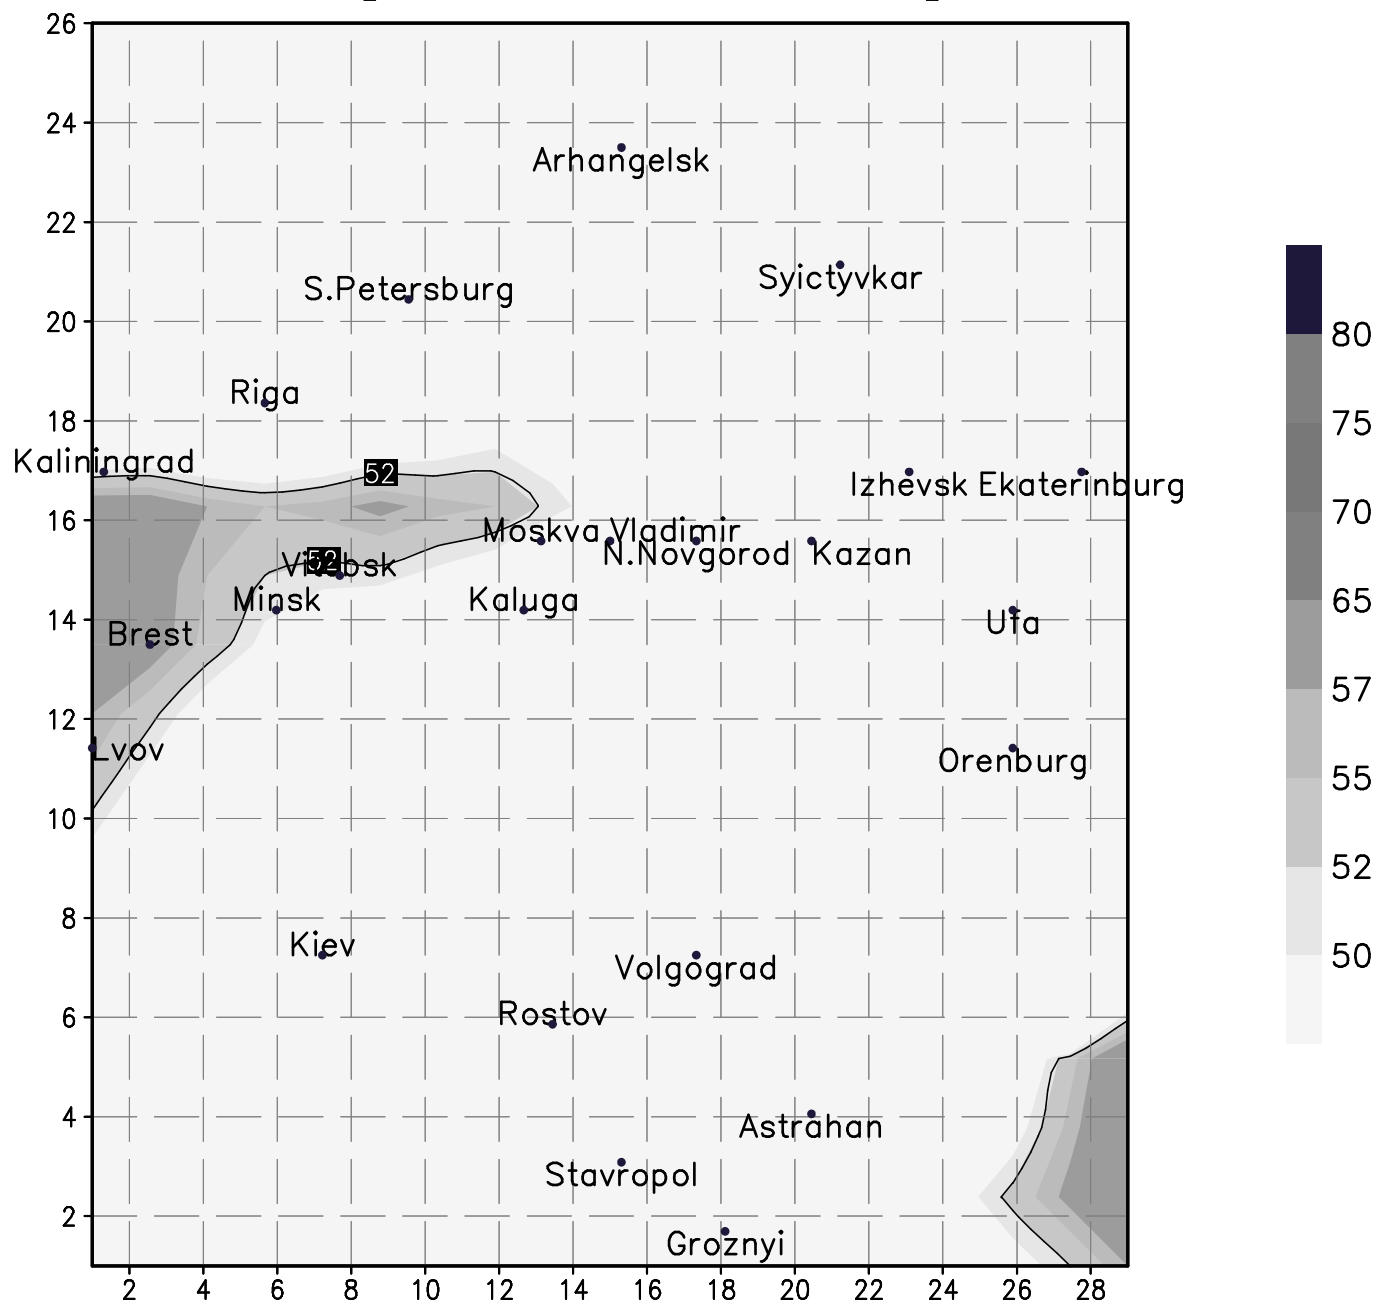 26
24
Arhangelsk
22
Syictyvkar
S.Petersburg
20
80
Riga
18
75
Kaliningrad
52
Izhevsk Ekaterinburg
70
16
Moskva Vladimir
N.Novgorod Kazan
52
Minsk
Kaluga
65
14
Ufa
Brest
57
12
Lvov
Orenburg
55
10
52
8
Kiev
50
Volgograd
6
Rostov
4
Astrahan
Stavropol
2
Groznyi
2 4 6 8 10 12 14 16 18 20 22 24 26 28